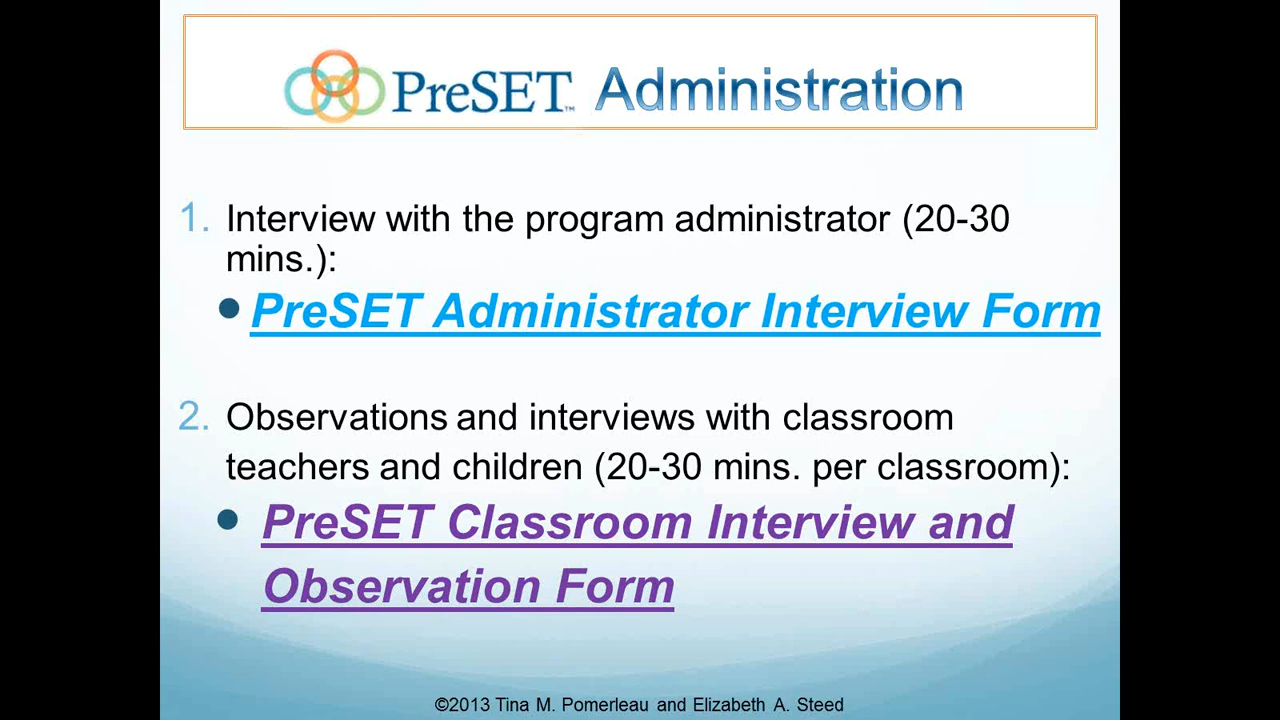 PreSET™ Administration
1. Interview with the program administrator (20-30
mins.):
● PreSET Administrator Interview Form
2. Observations and interviews with classroom
teachers and children (20-30 mins. per classroom):
● PreSET Classroom Interview and
Observation Form
©2013 Tina M. Pomerleau and Elizabeth A. Steed